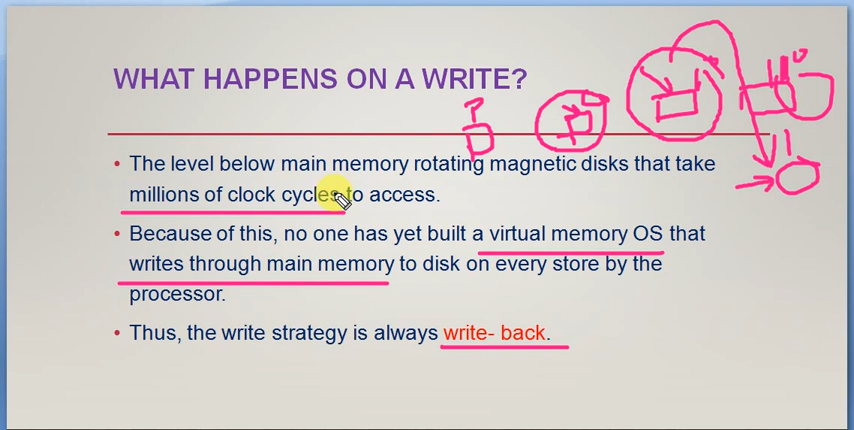 WHAT HAPPENS ON A WRITE?
• The level below main memory rotating magnetic disks that take
millions of clock cycles to access.
• Because of this, no one has yet built a virtual memory OS that
writes through main memory to disk on every store by the
processor.
• Thus, the write strategy is always write- back.